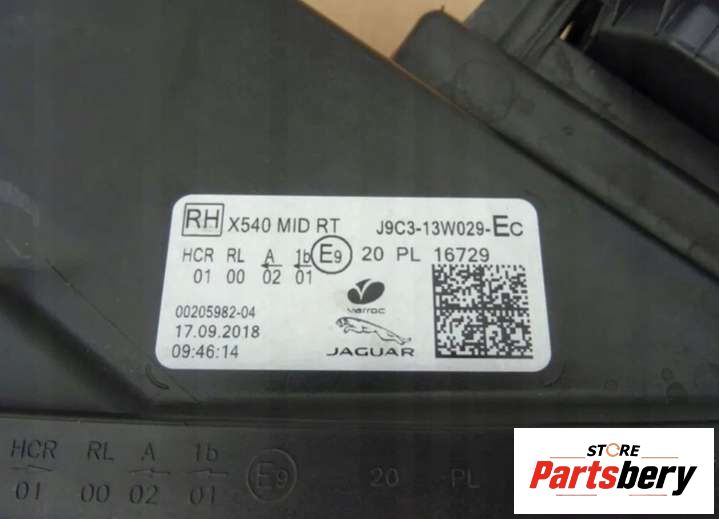 RH X540 MID RT J9C3-13W029-EC
HCR RL A 1b E9 20 PL 16729
01 00 02 01
00205982-04
17.09.2018
09:46:14
varroc
JAGUAR
HCR RL A 1b E9 20 PL
01 00 02 01
STORE
Partsbery